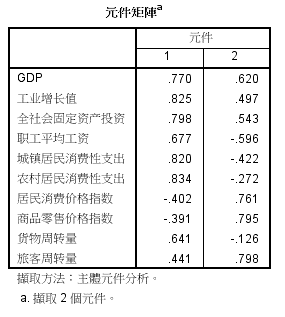 元件矩陣a
元件
1 2
GDP .770 .620
工业增长值 .825 .497
全社会固定资产投资 .798 .543
职工平均工资 .677 -.596
城镇居民消费性支出 .820 -.422
农村居民消费性支出 .834 -.272
居民消费价格指数 -.402 .761
商品零售价格指数 -.391 .795
货物周转量 .641 -.126
旅客周转量 .441 .798
擷取方法：主體元件分析。
a. 擷取 2 個元件。